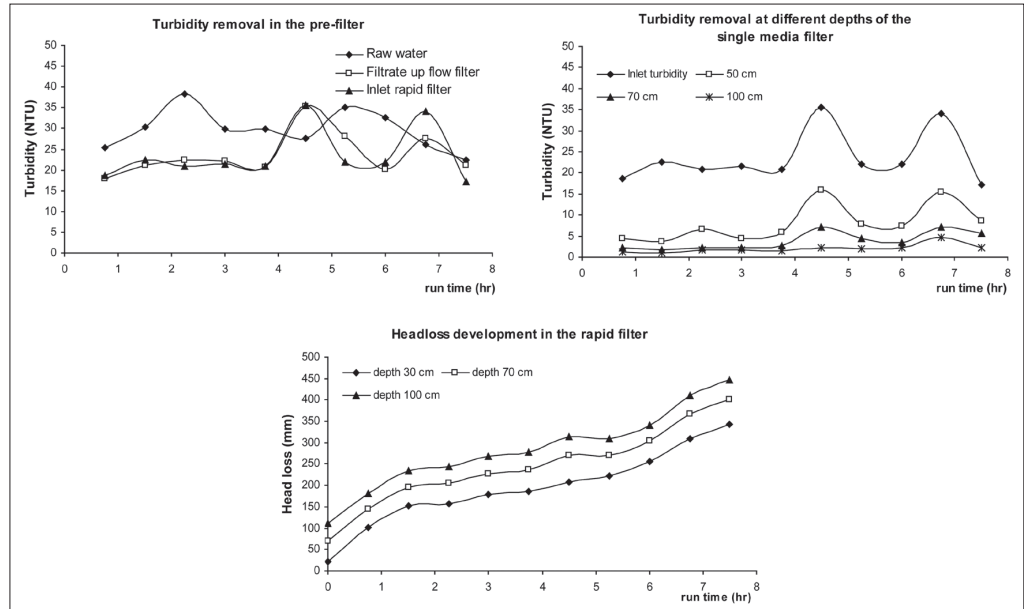 Turbidity removal in the pre-filter
50
45
40
35
30
25
20
15
10
5
0
Turbidity (NTU)
Raw water
Filtrate up flow filter
Inlet rapid filter
0 1 2 3 4 5 6 7 8
run time (hr)
Turbidity removal at different depths of the
single media filter
50
45
40
35
30
25
20
15
10
5
0
Turbidity (NTU)
Inlet turbidity 50 cm
70 cm 100 cm
0 1 2 3 4 5 6 7 8
run time (hr)
Headloss development in the rapid filter
500
450
400
350
300
250
200
150
100
50
0
Head loss (mm)
depth 30 cm depth 70 cm
depth 100 cm
0 1 2 3 4 5 6 7 8
run time (hr)